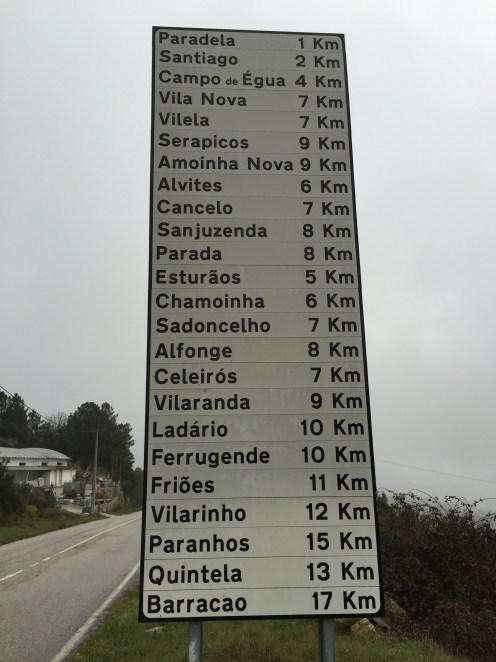 Paradela 1 Km
Santiago 2 Km
Campo de Égua 4 Km
Vila Nova 7 Km
Vilela 7 Km
Serapicos 9 Km
Amoinha Nova 9 Km
Alvites 6 Km
Cancelo 7 Km
Sanjuzenda 8 Km
Parada 8 Km
Esturãos 5 Km
Chamoinha 6 Km
Sadoncelho 7 Km
Alfonge 8 Km
Celeirós 7 Km
Vilaranda 9 Km
Ladário 10 Km
Ferrugende 10 Km
Friões 11 Km
Vilarinho 12 Km
Paranhos 15 Km
Quintela 13 Km
Barracao 17 Km